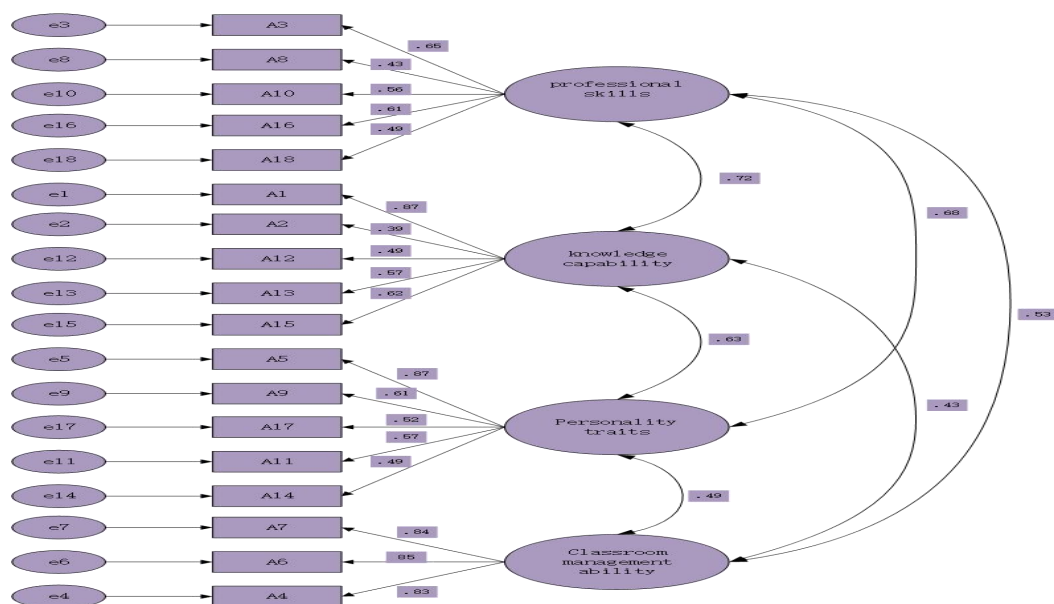 e3 A3
.65
e8 A8
.43
professional
skills
e10 A10
.56
e16 A16
.61
e18 A18
.49
.72
e1 A1
.87
e2 A2
.39
.68
knowledge
capability
e12 A12
.49
e13 A13
.57
e15 A15
.62
.53
.63
e5 A5
.87
e9 A9
.61
.43
Personality
traits
e17 A17
.52
e11 A11
.57
e14 A14
.49
.49
e7 A7
.84
Classroom
management
ability
e6 A6
85
e4 A4
.83